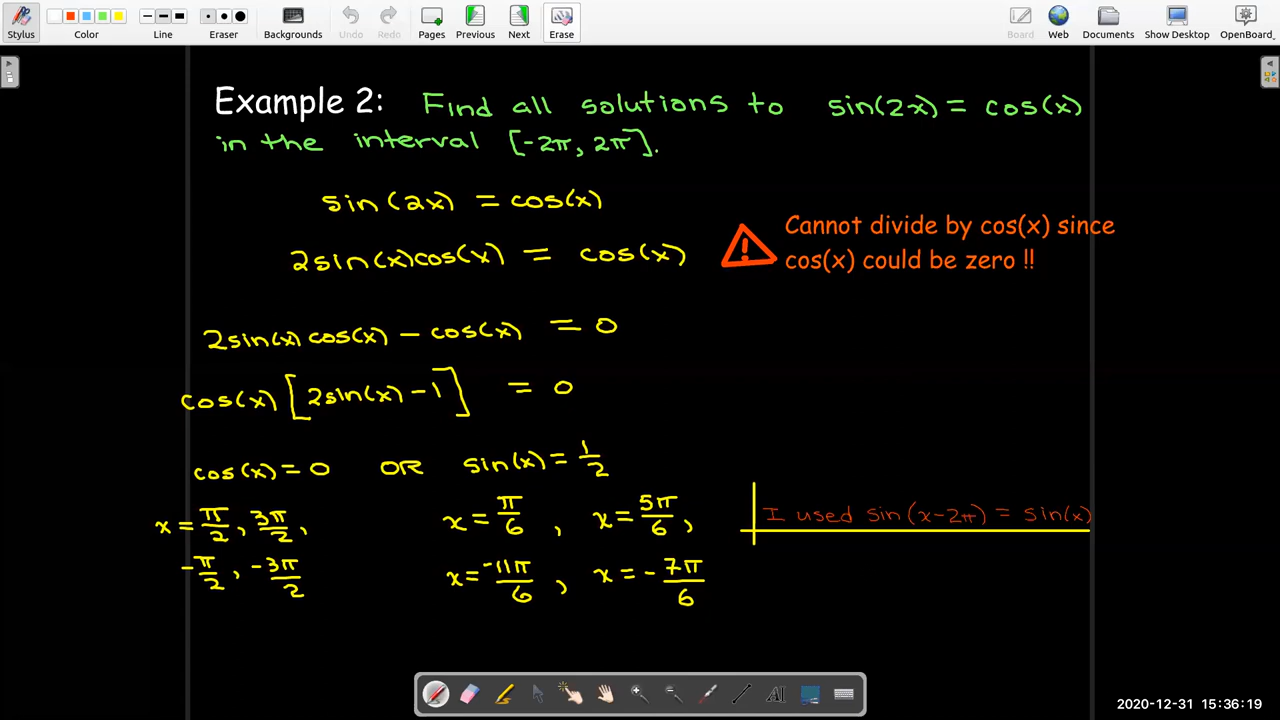 Stylus Color Line Eraser Backgrounds Undo Redo Pages Previous Next Erase Board Web Documents Show Desktop OpenBoard
Example 2: Find all solutions to sin(2x) = cos(x)
in the interval [-2π, 2π].
sin(2x) = cos(x)
2sin(x)cos(x) = cos(x)
Cannot divide by cos(x) since
cos(x) could be zero !!
2sin(x)cos(x) - cos(x) = 0
cos(x)[2sin(x)-1] = 0
cos(x) = 0 OR sin(x) = 1/2
x = π/2, 3π/2, x = π/6, x = 5π/6,
-π/2, -3π/2 x = -11π/6, x = -7π/6
I used sin(x-2π) = sin(x)
AI
2020-12-31 15:36:19